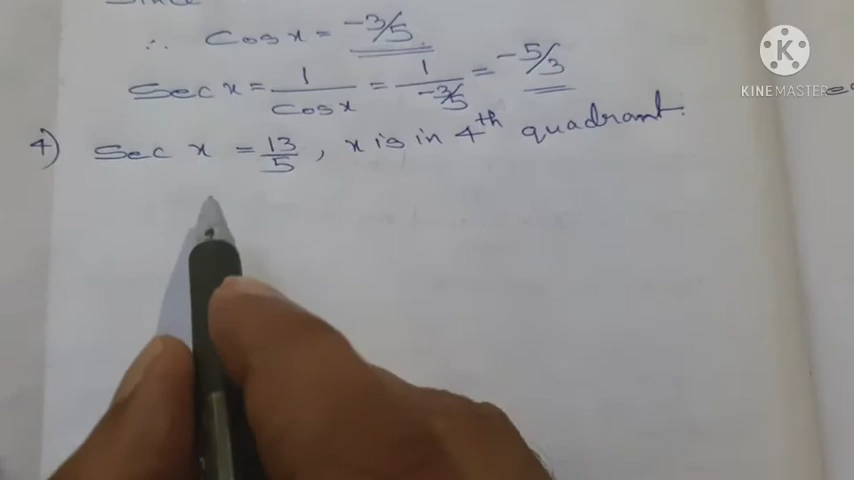 ∴ Cos x = -3/5
Sec x = 1/Cos x = 1/(-3/5) = -5/3
4) Sec x = 13/5 , x is in 4th quadrant.
KINEMASTER